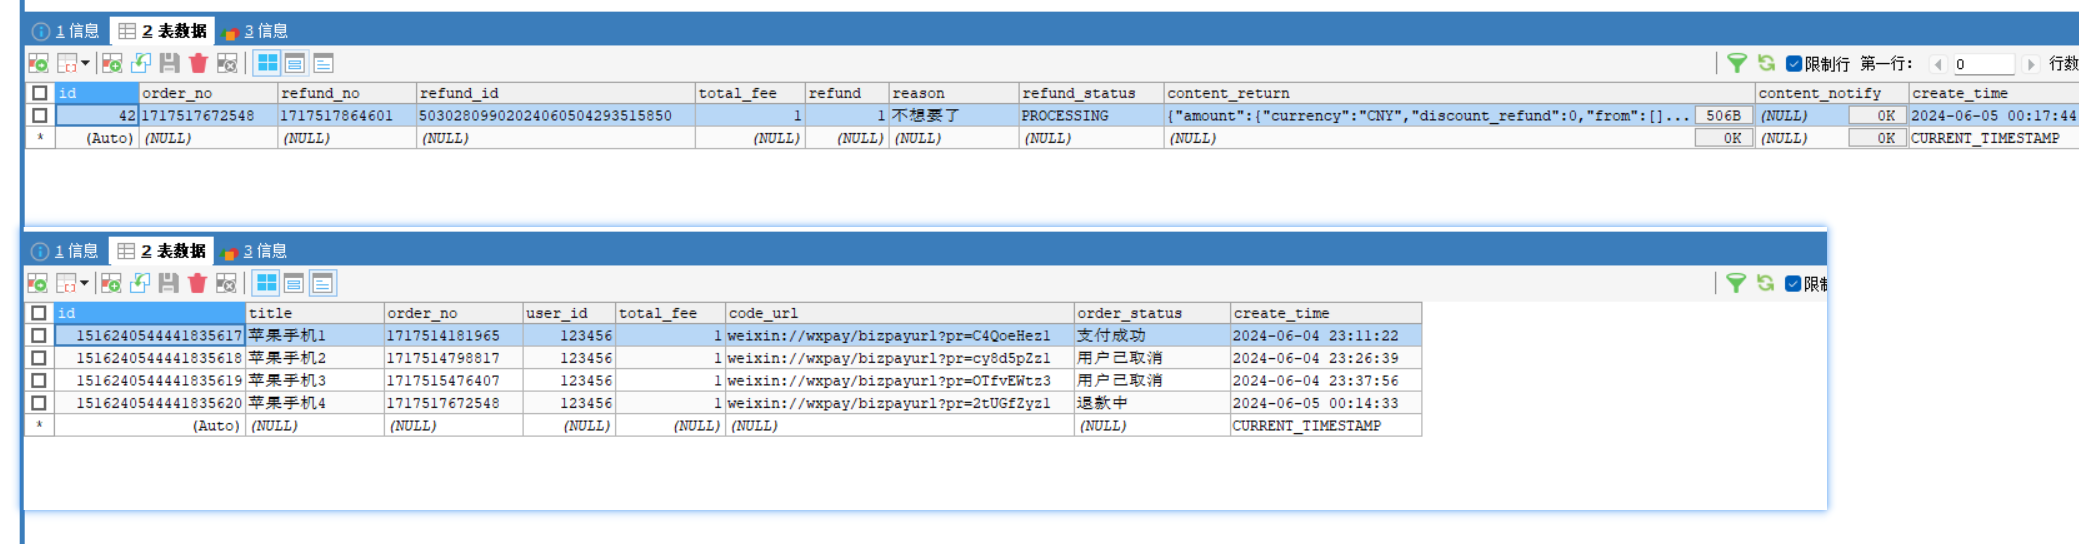 1 信息 2 表数据 3 信息
限制行 第一行: 0 行数
id order_no refund_no refund_id total_fee refund reason refund_status content_return content_notify create_time
42 1717517672548 1717517864601 50302809902024060504293515850 1 1 不想要了 PROCESSING {"amount":{"currency":"CNY","discount_refund":0,"from":[]... 506B (NULL) 0K 2024-06-05 00:17:44
* (Auto) (NULL) (NULL) (NULL) (NULL) (NULL) (NULL) (NULL) (NULL) 0K (NULL) 0K CURRENT_TIMESTAMP
1 信息 2 表数据 3 信息
限制
id title order_no user_id total_fee code_url order_status create_time
1516240544441835617 苹果手机1 1717514181965 123456 1 weixin://wxpay/bizpayurl?pr=C4QoeHezl 支付成功 2024-06-04 23:11:22
1516240544441835618 苹果手机2 1717514798817 123456 1 weixin://wxpay/bizpayurl?pr=cy8d5pZzl 用户已取消 2024-06-04 23:26:39
1516240544441835619 苹果手机3 1717515476407 123456 1 weixin://wxpay/bizpayurl?pr=OTfvEWtz3 用户已取消 2024-06-04 23:37:56
1516240544441835620 苹果手机4 1717517672548 123456 1 weixin://wxpay/bizpayurl?pr=2tUGfZyzl 退款中 2024-06-05 00:14:33
* (Auto) (NULL) (NULL) (NULL) (NULL) (NULL) (NULL) CURRENT_TIMESTAMP